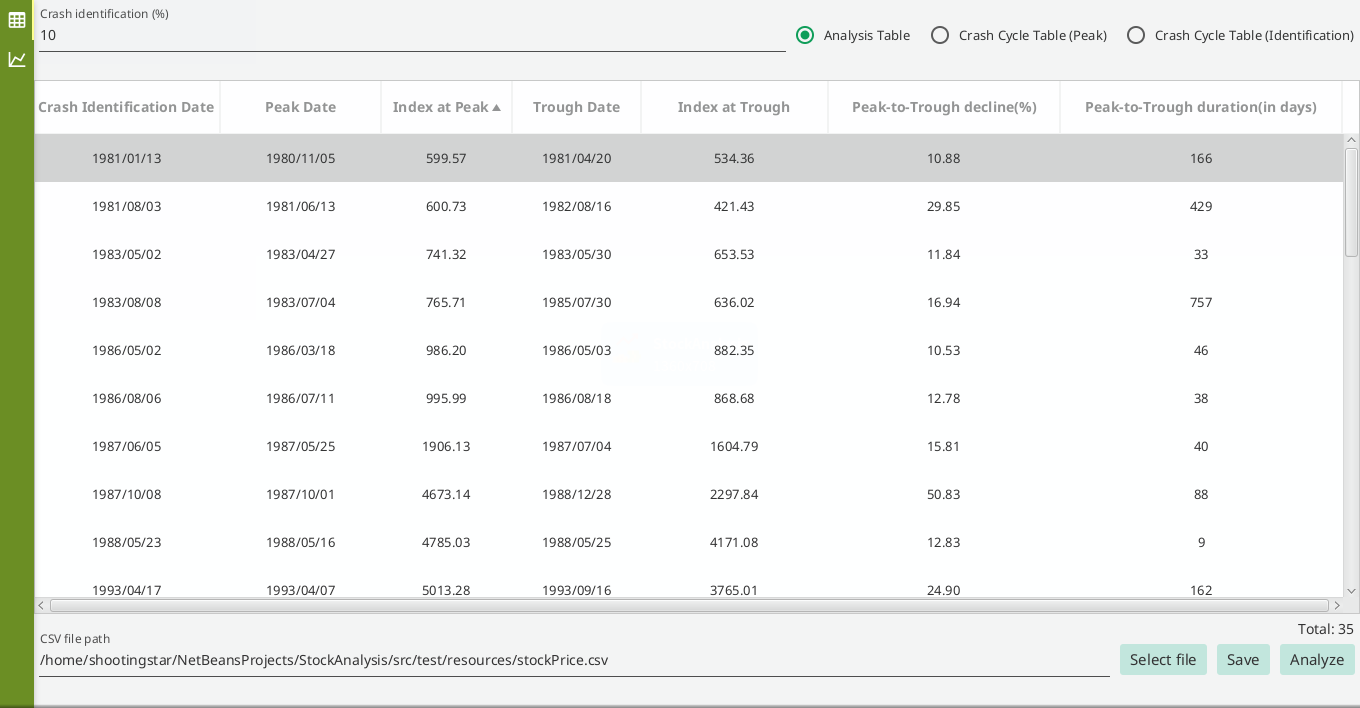 Crash identification (%)
10
Analysis Table Crash Cycle Table (Peak) Crash Cycle Table (Identification)
Crash Identification Date Peak Date Index at Peak Trough Date Index at Trough Peak-to-Trough decline(%) Peak-to-Trough duration(in days)
1981/01/13 1980/11/05 599.57 1981/04/20 534.36 10.88 166
1981/08/03 1981/06/13 600.73 1982/08/16 421.43 29.85 429
1983/05/02 1983/04/27 741.32 1983/05/30 653.53 11.84 33
1983/08/08 1983/07/04 765.71 1985/07/30 636.02 16.94 757
1986/05/02 1986/03/18 986.20 1986/05/03 882.35 10.53 46
1986/08/06 1986/07/11 995.99 1986/08/18 868.68 12.78 38
1987/06/05 1987/05/25 1906.13 1987/07/04 1604.79 15.81 40
1987/10/08 1987/10/01 4673.14 1988/12/28 2297.84 50.83 88
1988/05/23 1988/05/16 4785.03 1988/05/25 4171.08 12.83 9
1993/04/17 1993/04/07 5013.28 1993/09/16 3765.01 24.90 162
Total: 35
CSV file path
/home/shootingstar/NetBeansProjects/StockAnalysis/src/test/resources/stockPrice.csv
Select file Save Analyze